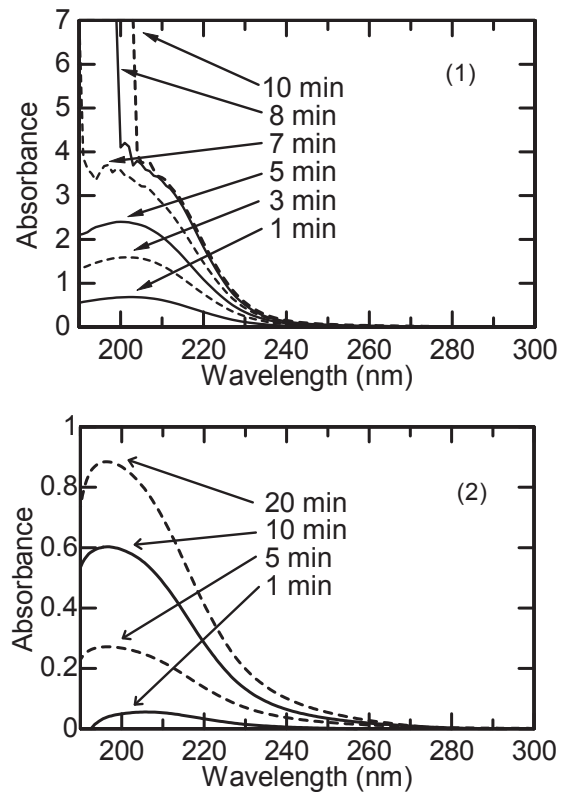 7
6
5
4
3
2
1
0
Absorbance
(1)
10 min
8 min
7 min
5 min
3 min
1 min
200 220 240 260 280 300
Wavelength (nm)
1
0.8
0.6
0.4
0.2
0
Absorbance
(2)
20 min
10 min
5 min
1 min
200 220 240 260 280 300
Wavelength (nm)